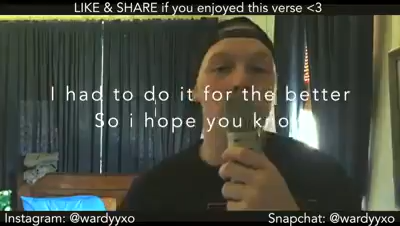 LIKE & SHARE if you enjoyed this verse <3
I had to do it for the better
So i hope you know
Instagram: @wardyyxo
Snapchat: @wardyyxo